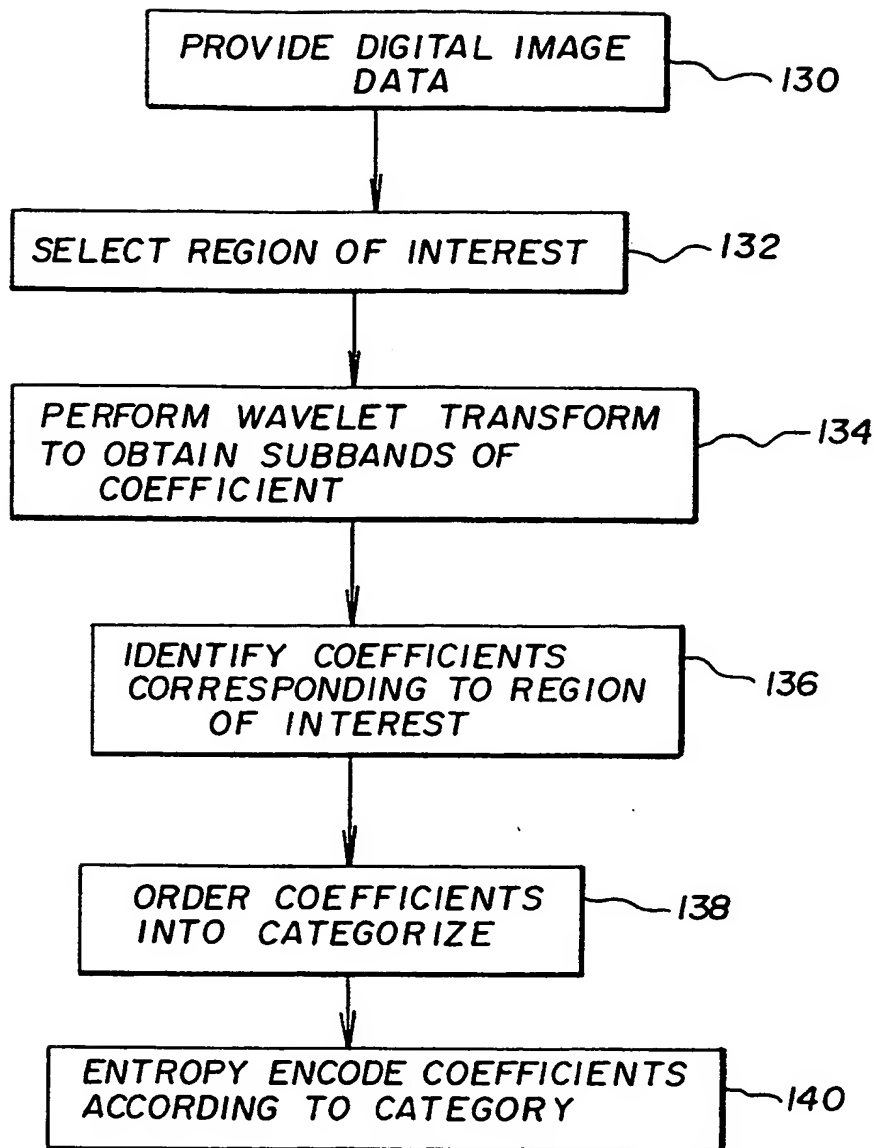 PROVIDE DIGITAL IMAGE
DATA
130
SELECT REGION OF INTEREST
132
PERFORM WAVELET TRANSFORM
TO OBTAIN SUBBANDS OF
COEFFICIENT
134
IDENTIFY COEFFICIENTS
CORRESPONDING TO REGION
OF INTEREST
136
ORDER COEFFICIENTS
INTO CATEGORIZE
138
ENTROPY ENCODE COEFFICIENTS
ACCORDING TO CATEGORY
140